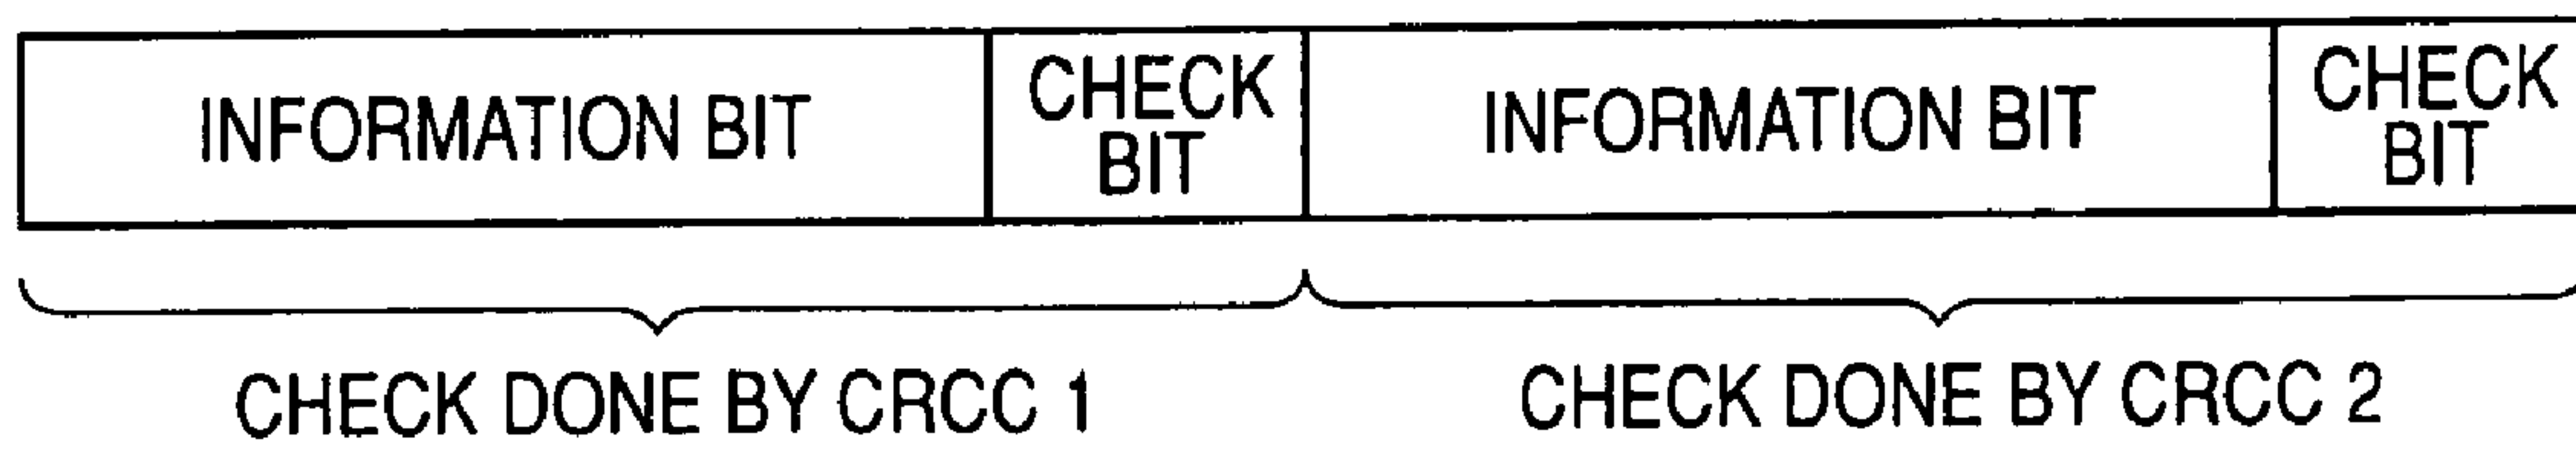 INFORMATION BIT
CHECK
BIT
INFORMATION BIT
CHECK
BIT
CHECK DONE BY CRCC 1
CHECK DONE BY CRCC 2